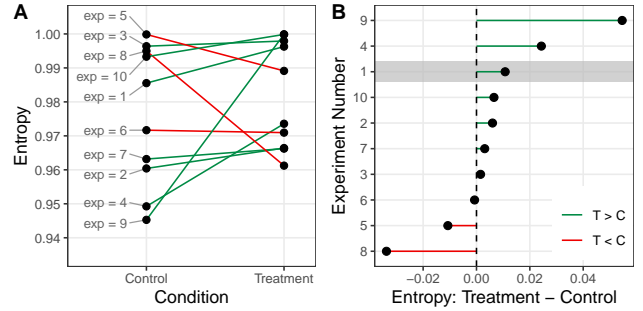 A
exp = 5
exp = 3
exp = 8
exp = 10
exp = 1
exp = 6
exp = 7
exp = 2
exp = 4
exp = 9
1.00
0.99
0.98
0.97
0.96
0.95
0.94
Entropy
Control
Treatment
Condition
B
9
4
1
10
2
7
3
6
5
8
Experiment Number
T > C
T < C
−0.02
0.00
0.02
0.04
Entropy: Treatment − Control